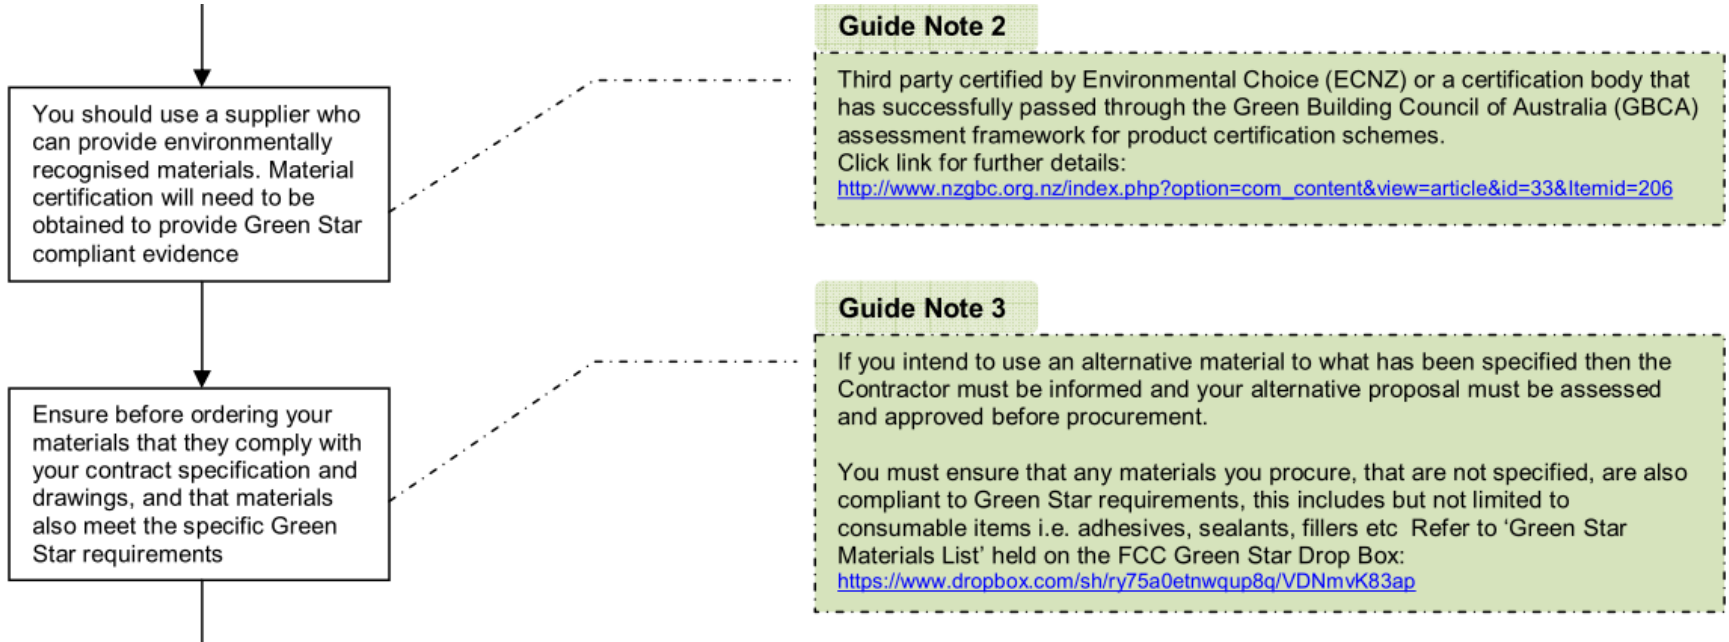 Guide Note 2
You should use a supplier who
can provide environmentally
recognised materials. Material
certification will need to be
obtained to provide Green Star
compliant evidence
Third party certified by Environmental Choice (ECNZ) or a certification body that
has successfully passed through the Green Building Council of Australia (GBCA)
assessment framework for product certification schemes.
Click link for further details:
http://www.nzgbc.org.nz/index.php?option=com_content&view=article&id=33&Itemid=206
Guide Note 3
Ensure before ordering your
materials that they comply with
your contract specification and
drawings, and that materials
also meet the specific Green
Star requirements
If you intend to use an alternative material to what has been specified then the
Contractor must be informed and your alternative proposal must be assessed
and approved before procurement.
You must ensure that any materials you procure, that are not specified, are also
compliant to Green Star requirements, this includes but not limited to
consumable items i.e. adhesives, sealants, fillers etc  Refer to ‘Green Star
Materials List’ held on the FCC Green Star Drop Box:
https://www.dropbox.com/sh/ry75a0etnwqup8q/VDNmvK83ap